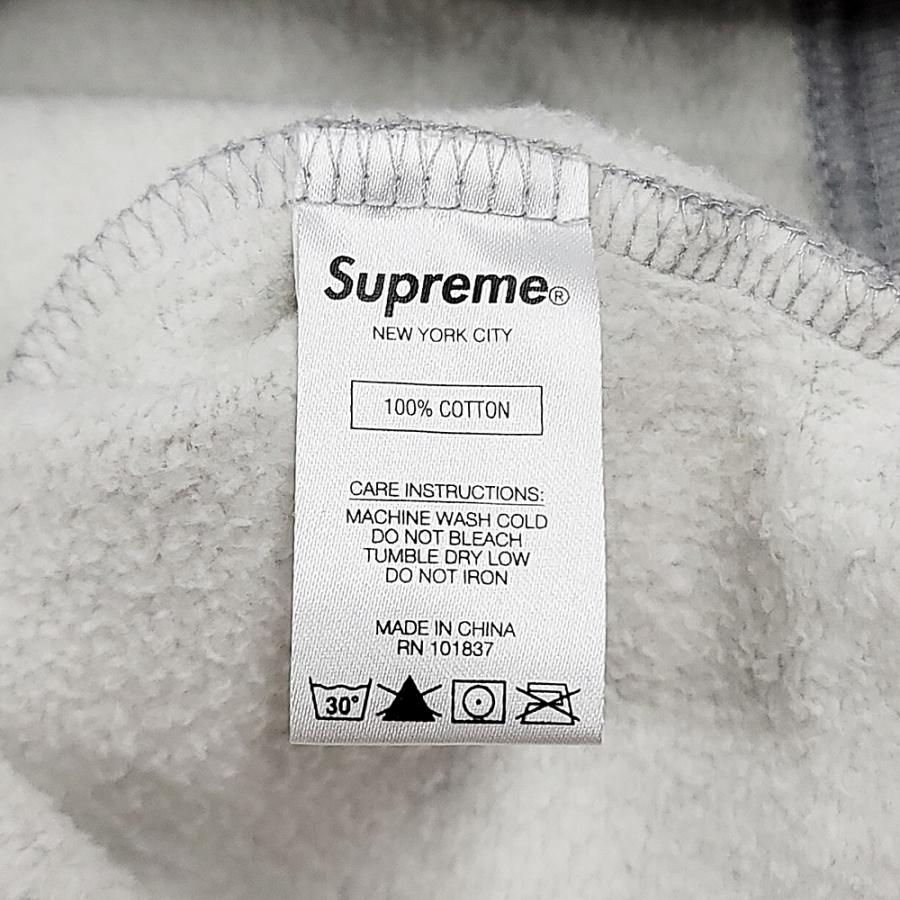 Supreme®
NEW YORK CITY
100% COTTON
CARE INSTRUCTIONS:
MACHINE WASH COLD
DO NOT BLEACH
TUMBLE DRY LOW
DO NOT IRON
MADE IN CHINA
RN 101837
30°